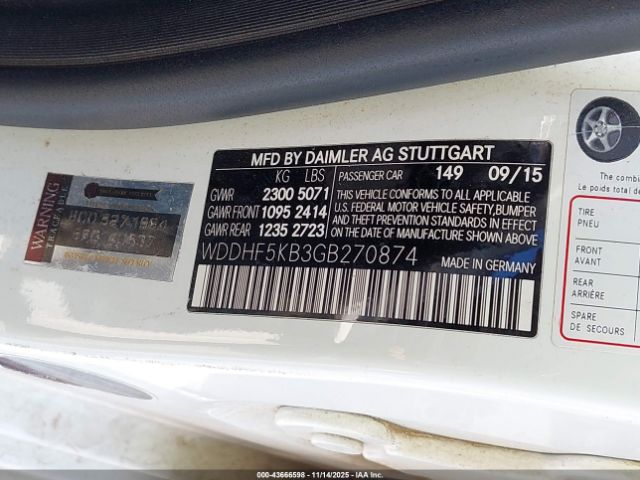 MFD BY DAIMLER AG STUTTGART
KG LBS
PASSENGER CAR 149 09/15
GVWR 2300 5071
GAWR FRONT 1095 2414
GAWR REAR 1235 2723
THIS VEHICLE CONFORMS TO ALL APPLICABLE
U.S. FEDERAL MOTOR VEHICLE SAFETY, BUMPER
AND THEFT PREVENTION STANDARDS IN EFFECT
ON THE DATE OF MANUFACTURE SHOWN ABOVE.
WDDHF5KB3GB270874
MADE IN GERMANY
WARNING
The combin
Le poids total de
TIRE
PNEU
FRONT
AVANT
REAR
ARRIÈRE
SPARE
DE SECOURS
00-43666598 - 11/14/2025 - IAA, Inc.